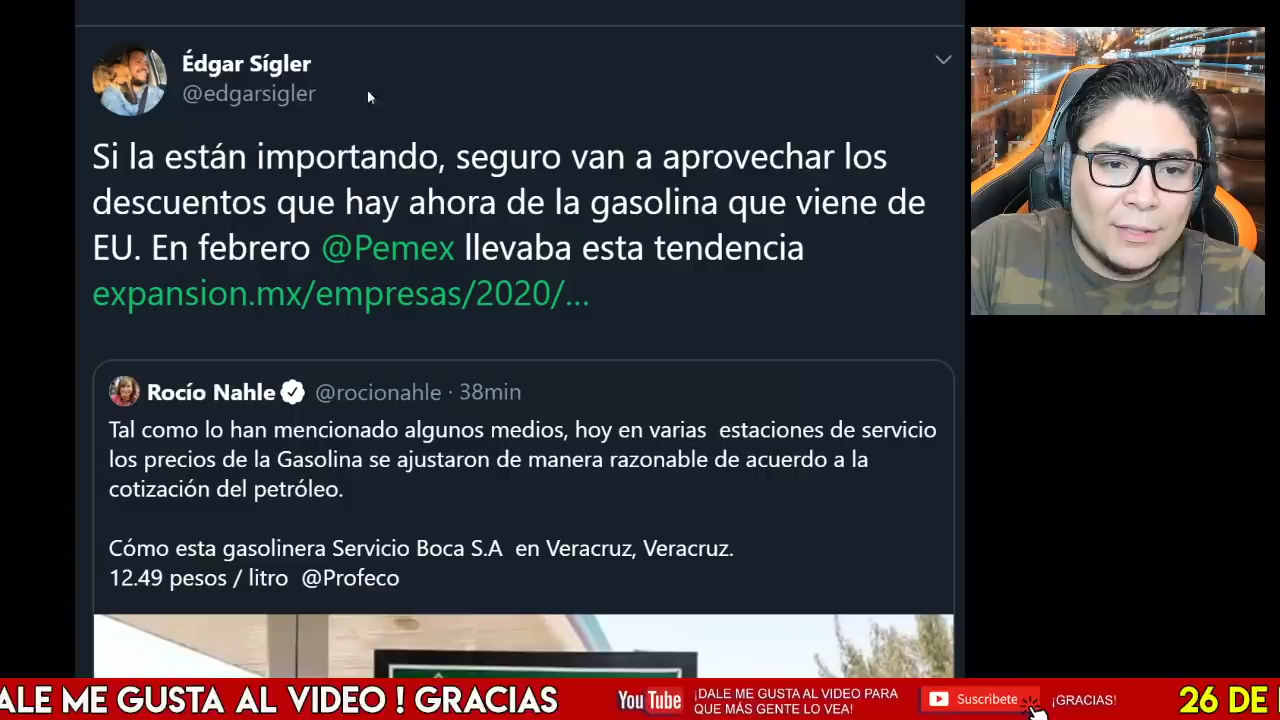 Édgar Sígler
@edgarsigler
Si la están importando, seguro van a aprovechar los
descuentos que hay ahora de la gasolina que viene de
EU. En febrero @Pemex llevaba esta tendencia
expansion.mx/empresas/2020/...
Rocío Nahle @rocionahle · 38min
Tal como lo han mencionado algunos medios, hoy en varias estaciones de servicio
los precios de la Gasolina se ajustaron de manera razonable de acuerdo a la
cotización del petróleo.
Cómo esta gasolinera Servicio Boca S.A en Veracruz, Veracruz.
12.49 pesos / litro @Profeco
ALE ME GUSTA AL VIDEO ! GRACIAS
YouTube
¡DALE ME GUSTA AL VIDEO PARA
QUE MÁS GENTE LO VEA!
Suscribete
¡GRACIAS!
26 DE